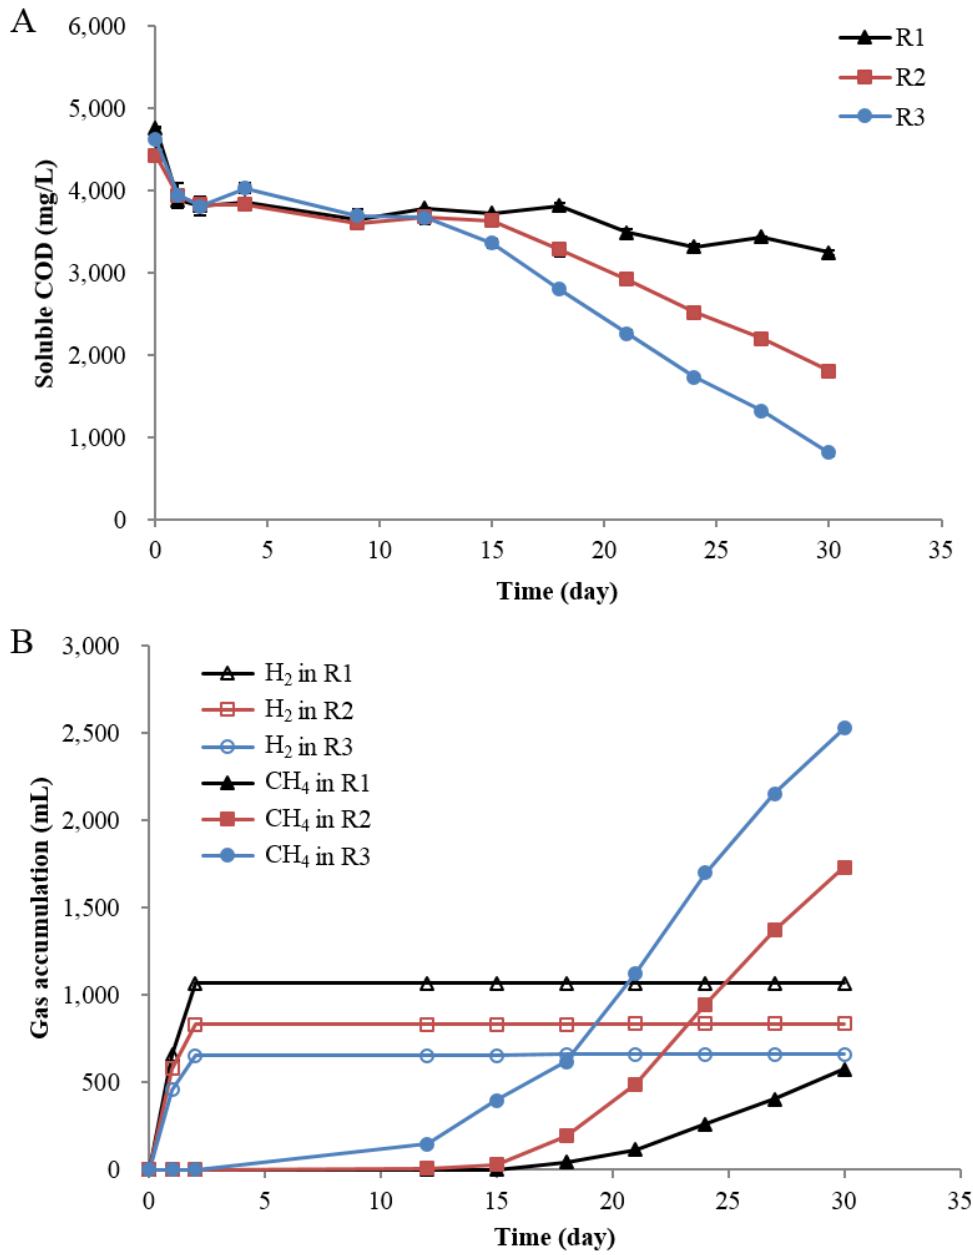 A
6,000
5,000
4,000
3,000
2,000
1,000
0
Soluble COD (mg/L)
R1
R2
R3
0 5 10 15 20 25 30 35
Time (day)
B
3,000
2,500
2,000
1,500
1,000
500
0
Gas accumulation (mL)
H₂ in R1
H₂ in R2
H₂ in R3
CH₄ in R1
CH₄ in R2
CH₄ in R3
0 5 10 15 20 25 30 35
Time (day)